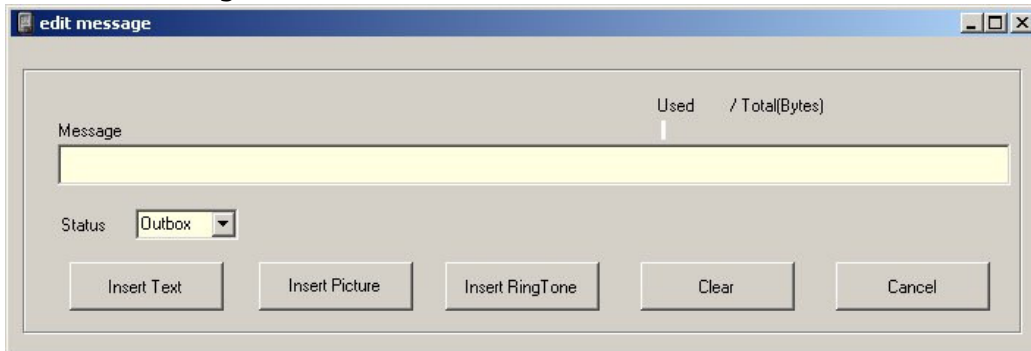 edit message
Used / Total(Bytes)
Message
Status Outbox
Insert Text Insert Picture Insert RingTone Clear Cancel